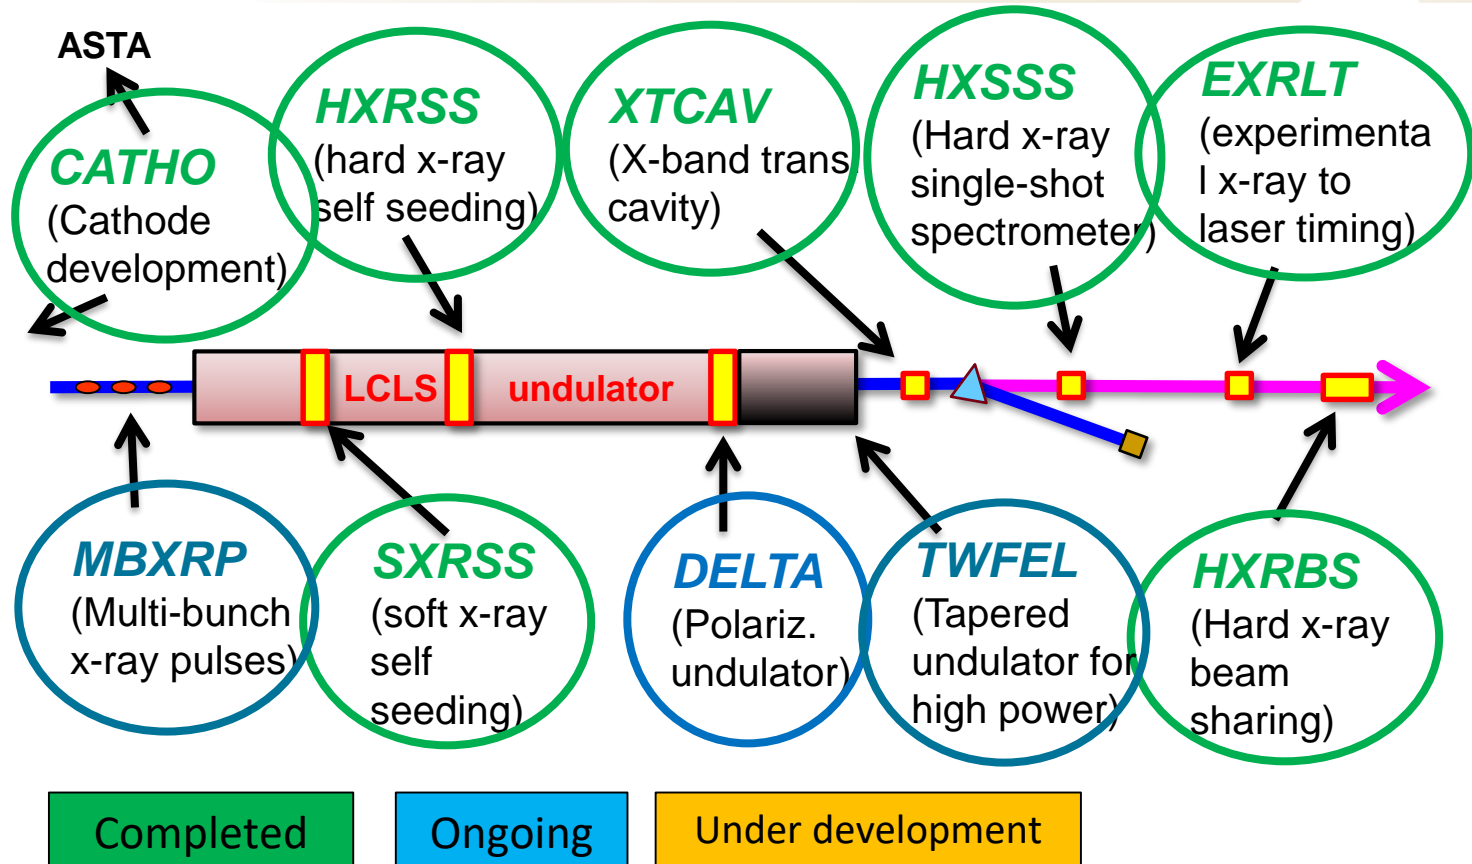 ASTA
CATHO
(Cathode
development)
HXRSS
(hard x-ray
self seeding)
XTCAV
(X-band trans.
cavity)
HXSSS
(Hard x-ray
single-shot
spectrometer)
EXRLT
(experimenta
l x-ray to
laser timing)
LCLS
undulator
MBXRP
(Multi-bunch
x-ray pulses)
SXRSS
(soft x-ray
self
seeding)
DELTA
(Polariz.
undulator)
TWFEL
(Tapered
undulator for
high power)
HXRBS
(Hard x-ray
beam
sharing)
Completed
Ongoing
Under development